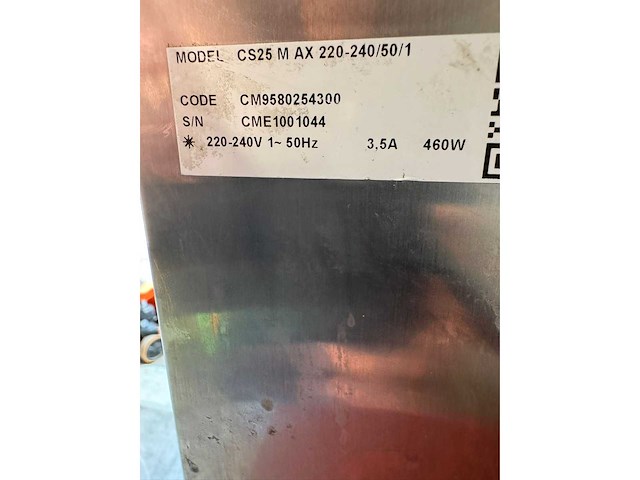 MODEL CS25 M AX 220-240/50/1
CODE CM9580254300
S/N CME1001044
✷ 220-240V 1~ 50Hz 3,5A 460W